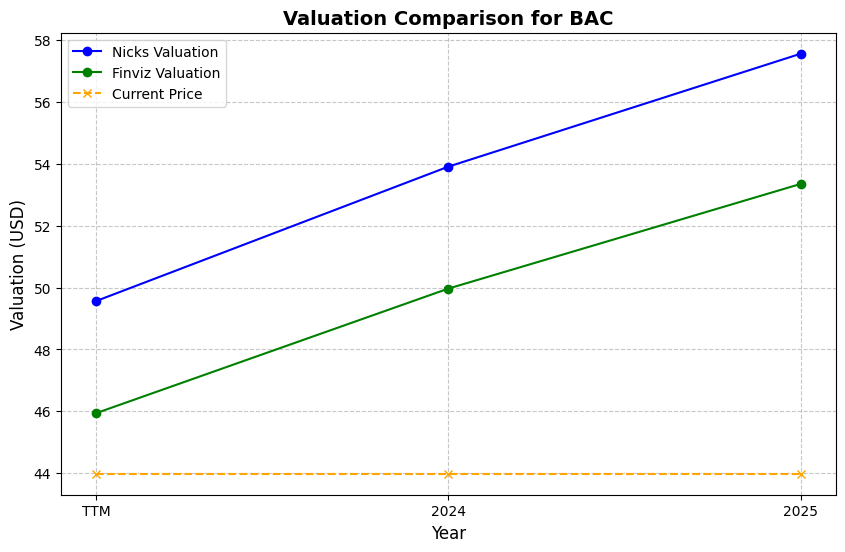 Valuation Comparison for BAC
Nicks Valuation
Finviz Valuation
Current Price
Valuation (USD)
58
56
54
52
50
48
46
44
TTM
2024
2025
Year